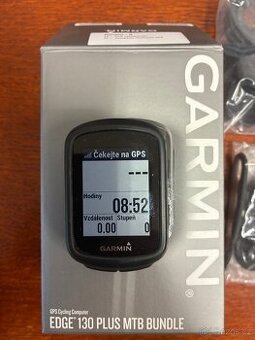 GARMIN®
Čekejte na GPS
---
Hodiny
08:52
Vzdálenost Stupeň
0.00 0
GARMIN
GPS Cycling Computer
EDGE® 130 PLUS MTB BUNDLE